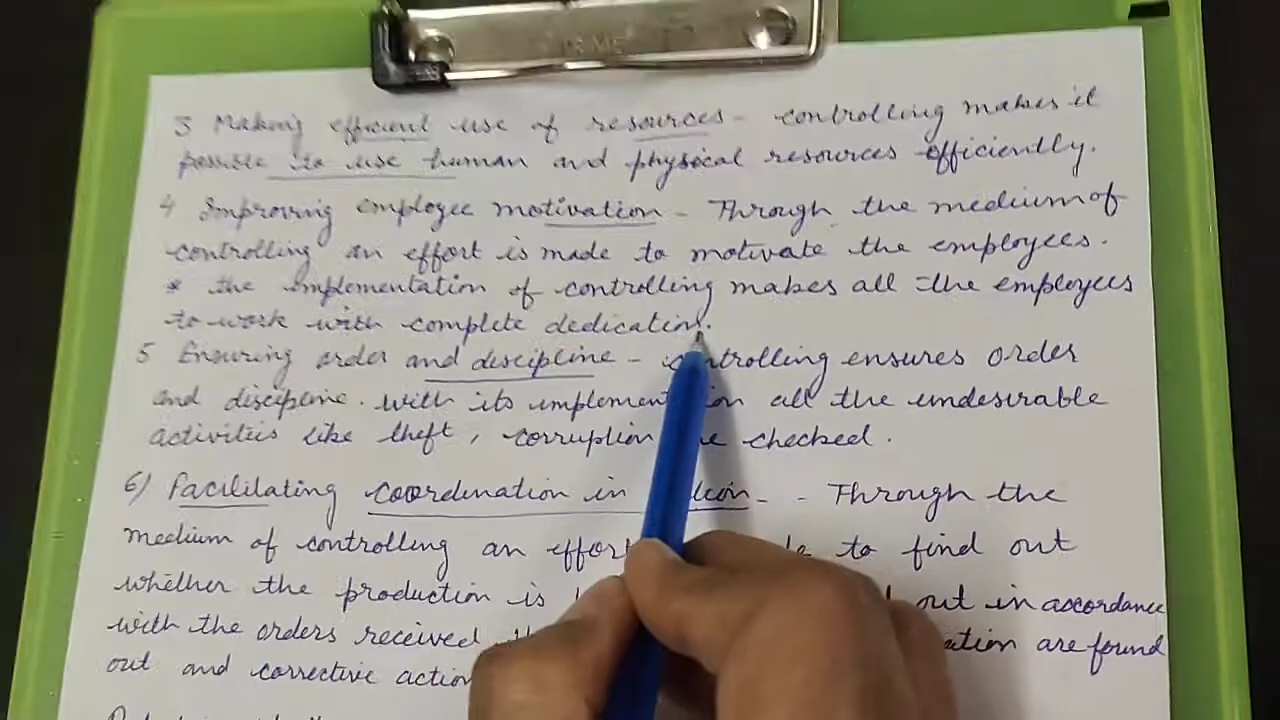 PRIME
3 Making efficient use of resources - controlling makes it
possible to use human and physical resources efficiently.
4 Improving employee motivation - Through the medium of
controlling an effort is made to motivate the employees.
* the implementation of controlling makes all the employees
to work with complete dedication.
5 Ensuring order and discipline - controlling ensures order
and discipline. with its implementation all the undesirable
activities like theft, corruption checked.
6) Facilitating coordination in - - Through the
medium of controlling an effort to find out
whether the production is out in accordance
with the orders received are found
out and corrective action